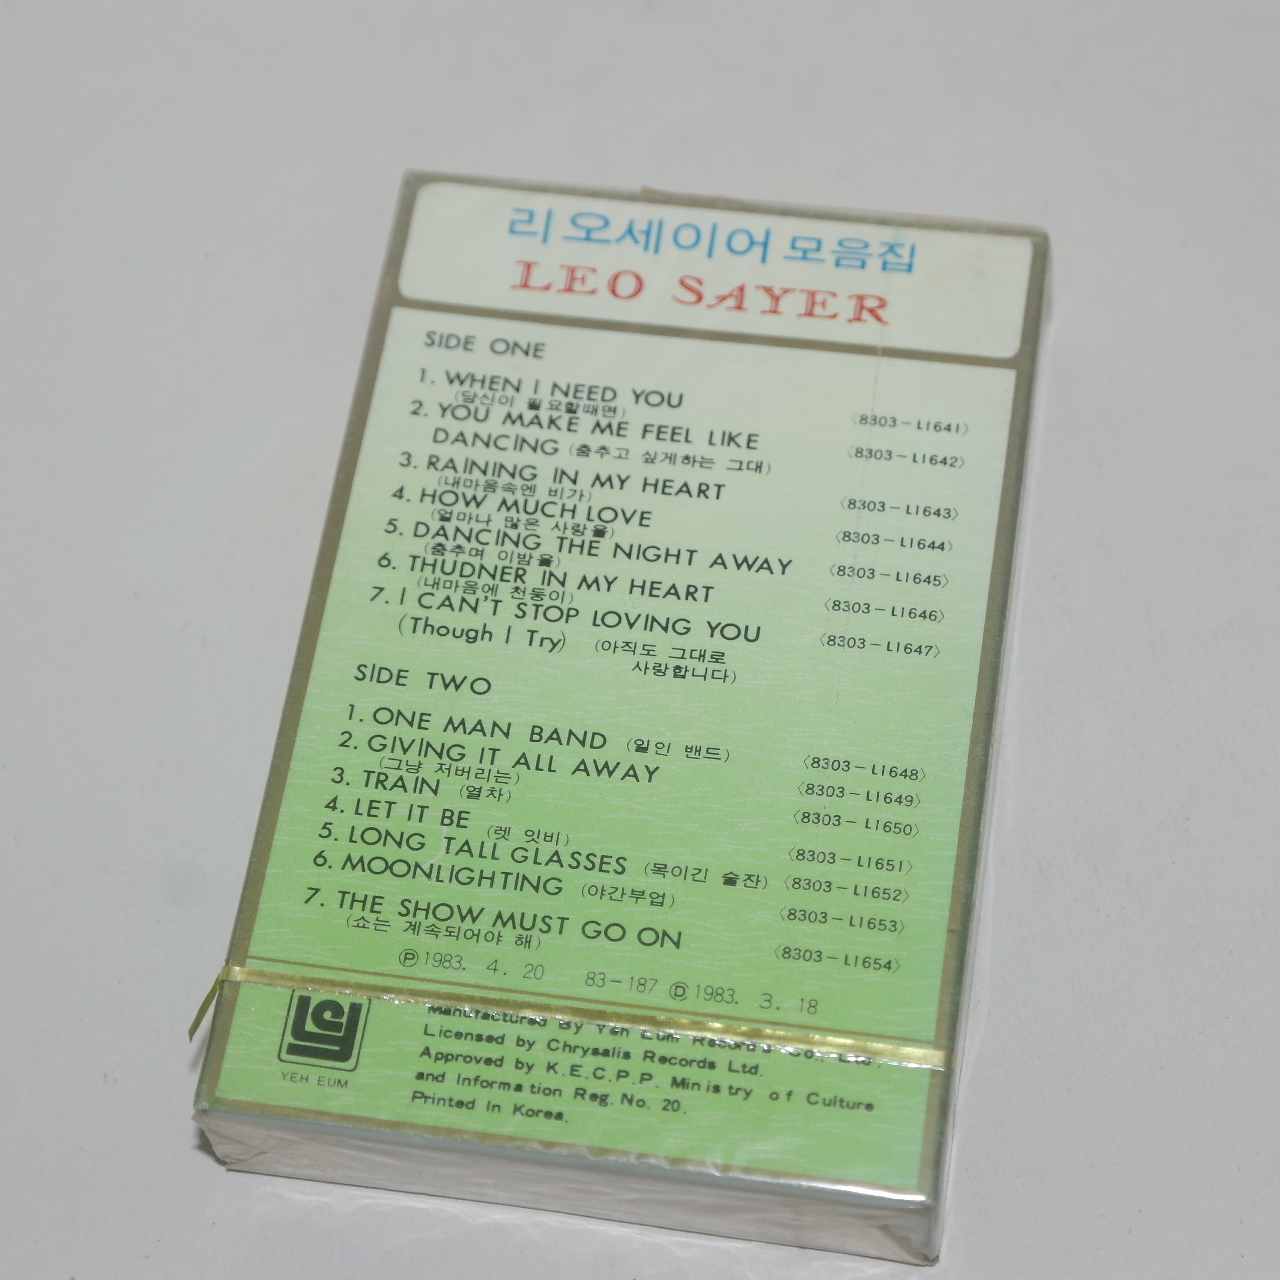 리오세이어 모음집
LEO SAYER
SIDE ONE
1. WHEN I NEED YOU
(당신이 필요할때면) 〈8303-L1641〉
2. YOU MAKE ME FEEL LIKE
DANCING (춤추고 싶게하는 그대) 〈8303-L1642〉
3. RAINING IN MY HEART
(내마음속엔 비가) 〈8303-L1643〉
4. HOW MUCH LOVE
(얼마나 많은 사랑을) 〈8303-L1644〉
5. DANCING THE NIGHT AWAY
(춤추며 이밤을) 〈8303-L1645〉
6. THUDNER IN MY HEART
(내마음에 천둥이) 〈8303-L1646〉
7. I CAN'T STOP LOVING YOU 〈8303-L1647〉
(Though I Try) (아직도 그대로
사랑합니다)
SIDE TWO
1. ONE MAN BAND (일인 밴드) 〈8303-L1648〉
2. GIVING IT ALL AWAY
(그냥 저버리는) 〈8303-L1649〉
3. TRAIN (열차) 〈8303-L1650〉
4. LET IT BE (렛 잇비) 〈8303-L1651〉
5. LONG TALL GLASSES (목이긴 술잔) 〈8303-L1652〉
6. MOONLIGHTING (야간부업) 〈8303-L1653〉
7. THE SHOW MUST GO ON
(쇼는 계속되어야 해) 〈8303-L1654〉
Ⓟ1983. 4. 20 83-187 Ⓓ1983. 3. 18
YEH EUM
Manufactured By Yeh Eum Records Co., Ltd.
Licensed by Chrysalis Records Ltd.
Approved by K.E.C.P.P. Ministry of Culture
and Information Reg. No. 20.
Printed In Korea.